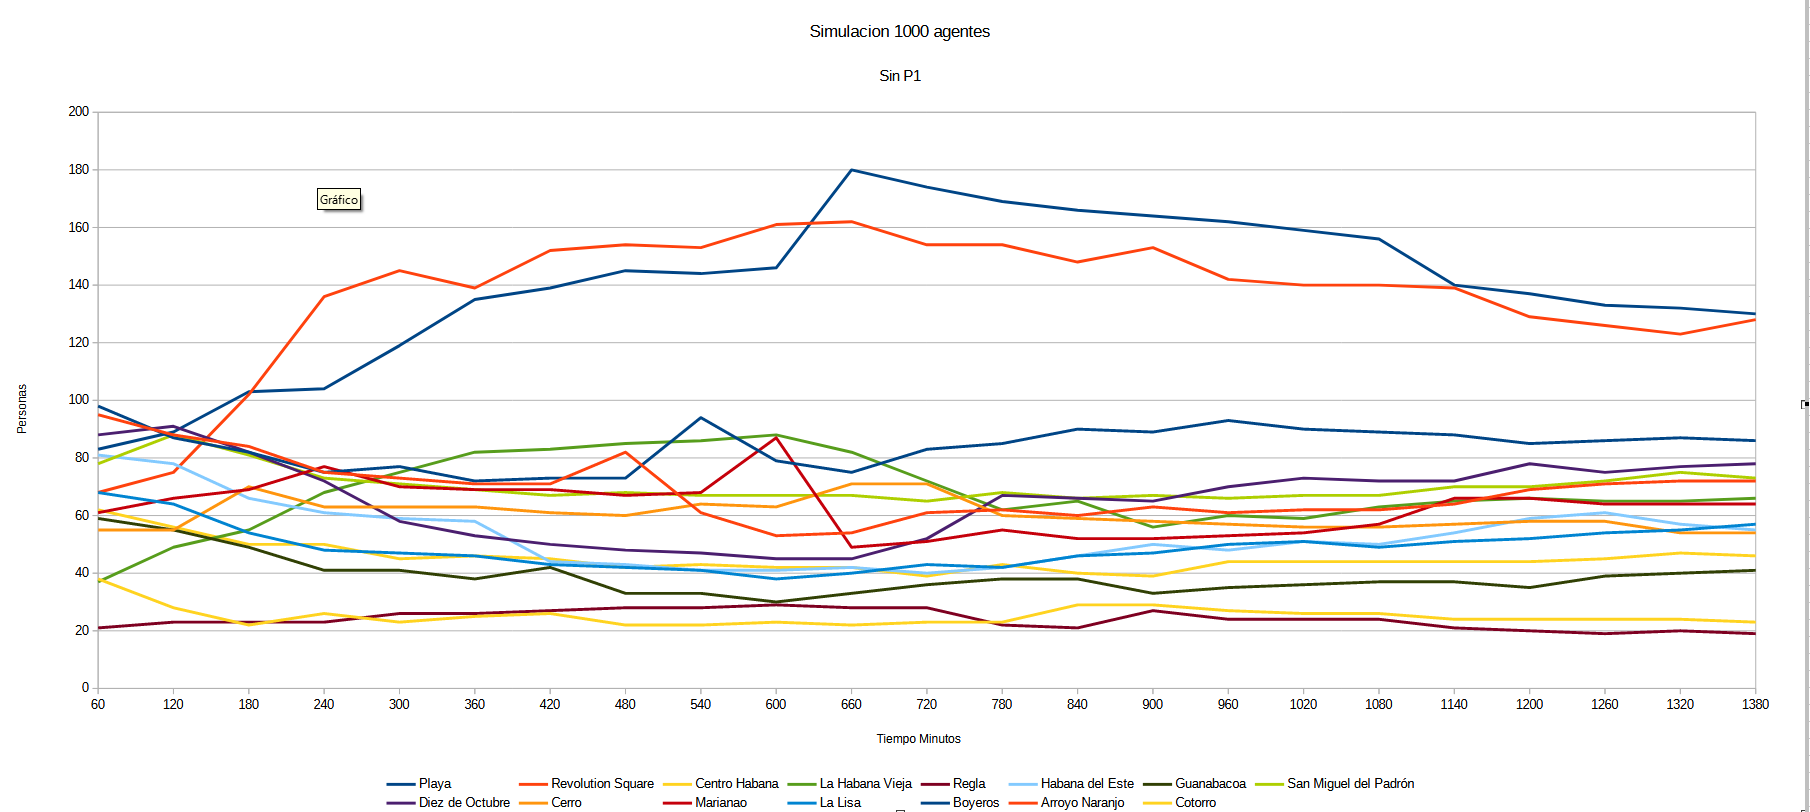 Simulacion 1000 agentes
Sin P1
200
180
Gráfico
160
140
120
100
Personas
80
60
40
20
0
60 120 180 240 300 360 420 480 540 600 660 720 780 840 900 960 1020 1080 1140 1200 1260 1320 1380
Tiempo Minutos
Playa Revolution Square Centro Habana La Habana Vieja Regla Habana del Este Guanabacoa San Miguel del Padrón
Diez de Octubre Cerro Marianao La Lisa Boyeros Arroyo Naranjo Cotorro